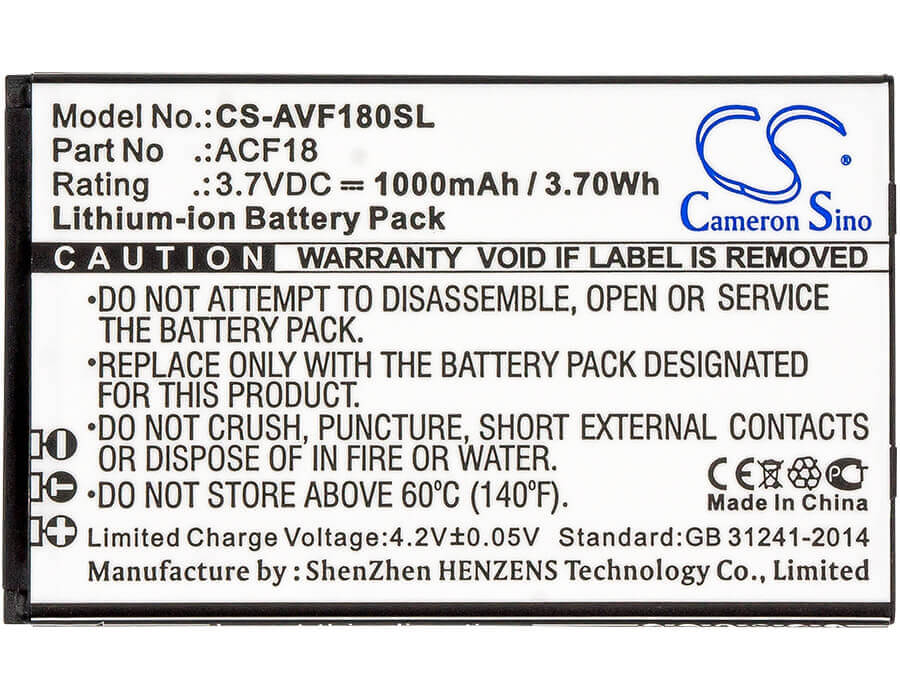 Model No.:CS-AVF180SL
Part No .:ACF18
Rating .:3.7VDC ⎓ 1000mAh / 3.70Wh
Lithium-ion Battery Pack
Cameron Sino
®
CAUTION WARRANTY VOID IF LABEL IS REMOVED
•DO NOT ATTEMPT TO DISASSEMBLE, OPEN OR SERVICE
THE BATTERY PACK.
•REPLACE ONLY WITH THE BATTERY PACK DESIGNATED
FOR THIS PRODUCT.
•DO NOT CRUSH, PUNCTURE, SHORT EXTERNAL CONTACTS
OR DISPOSE OF IN FIRE OR WATER.
•DO NOT STORE ABOVE 60°C (140°F).
CE
PCT
Made In China
Limited Charge Voltage:4.2V±0.05V Standard:GB 31241-2014
Manufacture by : ShenZhen HENZENS Technology Co., Limited